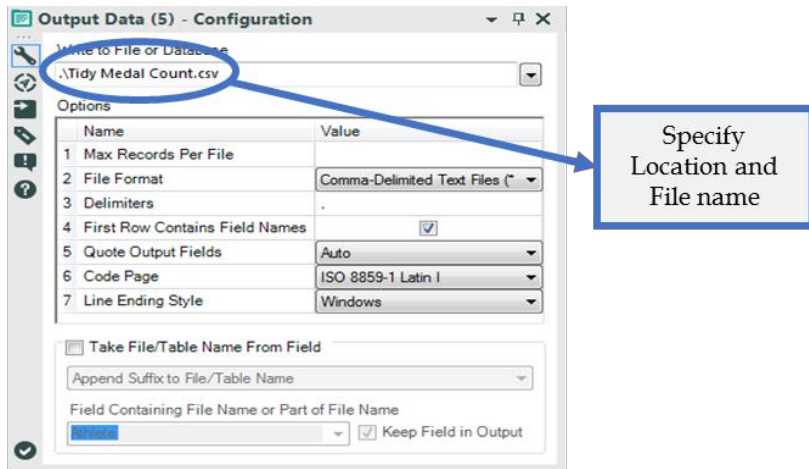 Output Data (5) - Configuration
Write to File or Database
.\Tidy Medal Count.csv
Options
Name Value
1 Max Records Per File
2 File Format Comma-Delimited Text Files (*
3 Delimiters ,
4 First Row Contains Field Names
5 Quote Output Fields Auto
6 Code Page ISO 8859-1 Latin I
7 Line Ending Style Windows
Take File/Table Name From Field
Append Suffix to File/Table Name
Field Containing File Name or Part of File Name
Athlete Keep Field in Output
Specify
Location and
File name